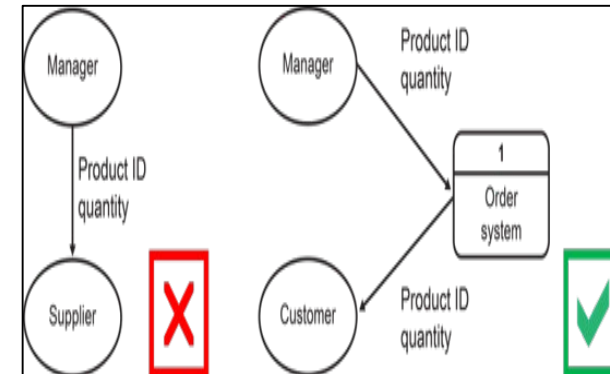 Manager
Product ID
quantity
Supplier
Manager
Product ID
quantity
1
Order
system
Customer
Product ID
quantity